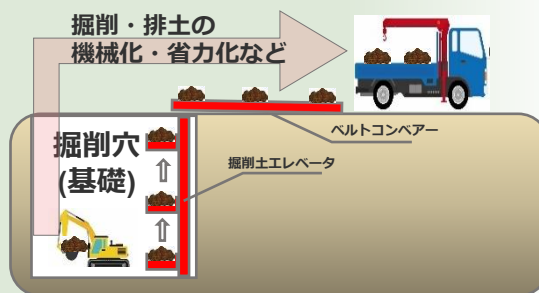 掘削・排土の
機械化・省力化など
ベルトコンベアー
掘削穴
(基礎)
掘削土エレベータ